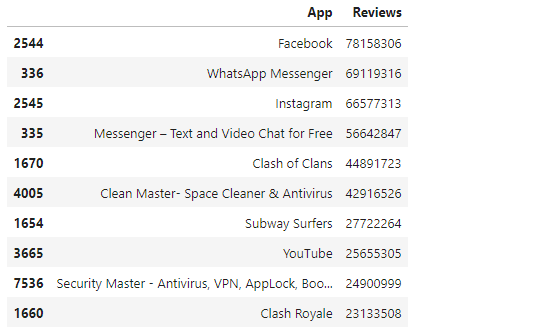 App Reviews
2544 Facebook 78158306
336 WhatsApp Messenger 69119316
2545 Instagram 66577313
335 Messenger – Text and Video Chat for Free 56642847
1670 Clash of Clans 44891723
4005 Clean Master- Space Cleaner & Antivirus 42916526
1654 Subway Surfers 27722264
3665 YouTube 25655305
7536 Security Master - Antivirus, VPN, AppLock, Boo... 24900999
1660 Clash Royale 23133508